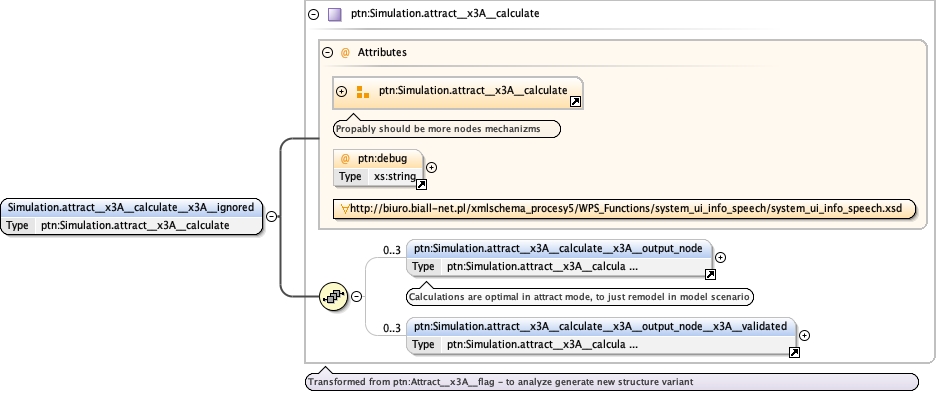 ptn:Simulation.attract__x3A__calculate
Attributes
ptn:Simulation.attract__x3A__calculate
Propably should be more nodes mechanizms
@ ptn:debug
Type xs:string
http://biuro.biall-net.pl/xmlschema_procesy5/WPS_Functions/system_ui_info_speech/system_ui_info_speech.xsd
Simulation.attract__x3A__calculate__x3A__ignored
Type ptn:Simulation.attract__x3A__calculate
0..3 ptn:Simulation.attract__x3A__calculate__x3A__output_node
Type ptn:Simulation.attract__x3A__calcula ...
Calculations are optimal in attract mode, to just remodel in model scenario
0..3 ptn:Simulation.attract__x3A__calculate__x3A__output_node__x3A__validated
Type ptn:Simulation.attract__x3A__calcula ...
Transformed from ptn:Attract__x3A__flag - to analyze generate new structure variant